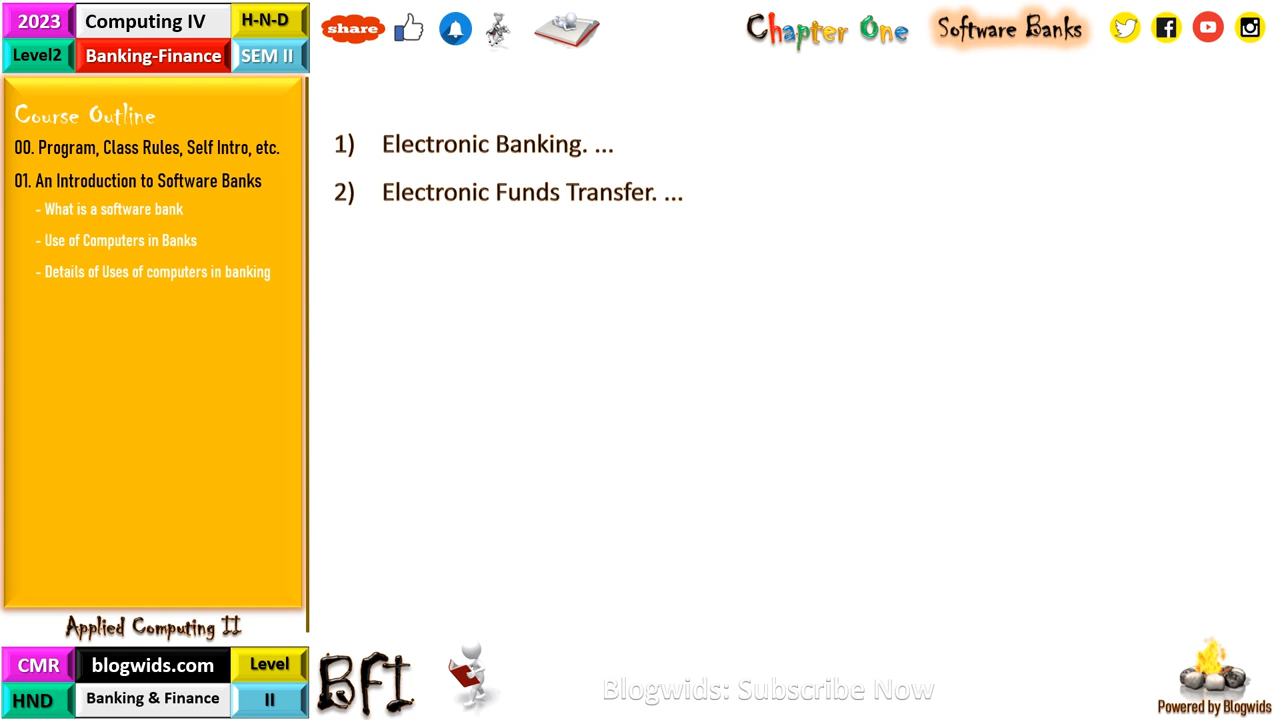 2023 Computing IV H-N-D
Level2 Banking-Finance SEM II
share
Chapter One Software Banks
Course Outline
00. Program, Class Rules, Self Intro, etc.
01. An Introduction to Software Banks
- What is a software bank
- Use of Computers in Banks
- Details of Uses of computers in banking
1) Electronic Banking. ...
2) Electronic Funds Transfer. ...
Applied Computing II
CMR blogwids.com Level
HND Banking & Finance II
BFI
Blogwids: Subscribe Now
Powered by Blogwids